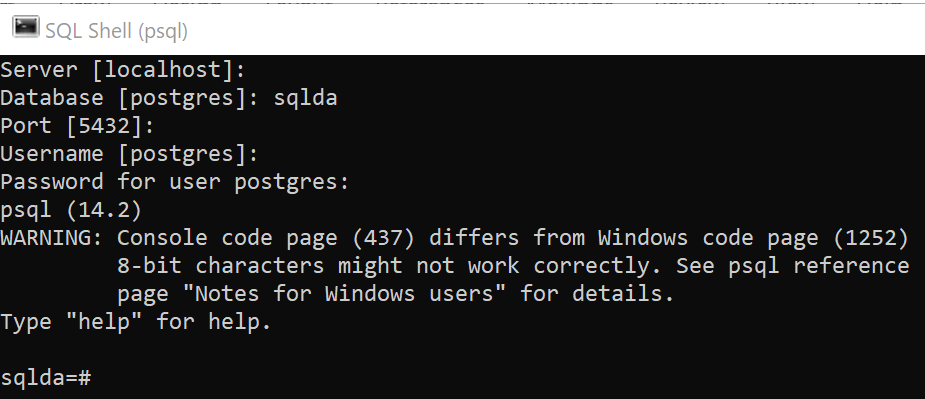 SQL Shell (psql)
Server [localhost]:
Database [postgres]: sqlda
Port [5432]:
Username [postgres]:
Password for user postgres:
psql (14.2)
WARNING: Console code page (437) differs from Windows code page (1252)
         8-bit characters might not work correctly. See psql reference
         page "Notes for Windows users" for details.
Type "help" for help.
sqlda=#